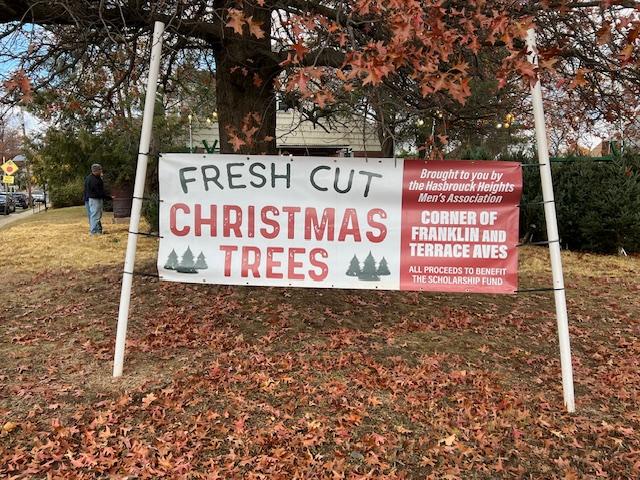 FRESH CUT
CHRISTMAS
TREES
Brought to you by
the Hasbrouck Heights
Men's Association
CORNER OF
FRANKLIN AND
TERRACE AVES
ALL PROCEEDS TO BENEFIT
THE SCHOLARSHIP FUND